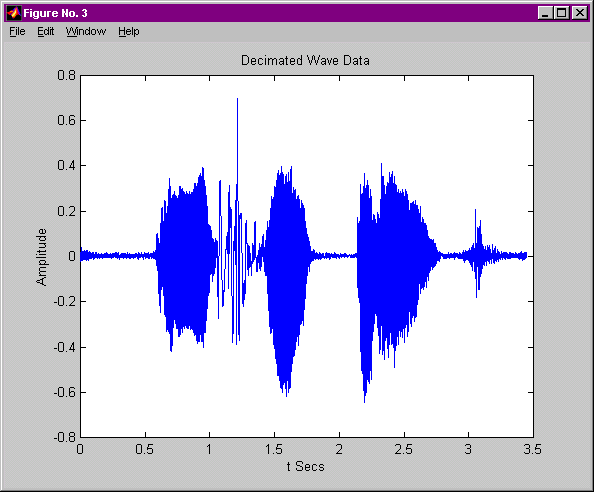 Figure No. 3
File Edit Window Help
Decimated Wave Data
0.8
0.6
0.4
0.2
0
-0.2
-0.4
-0.6
-0.8
Amplitude
0 0.5 1 1.5 2 2.5 3 3.5
t Secs